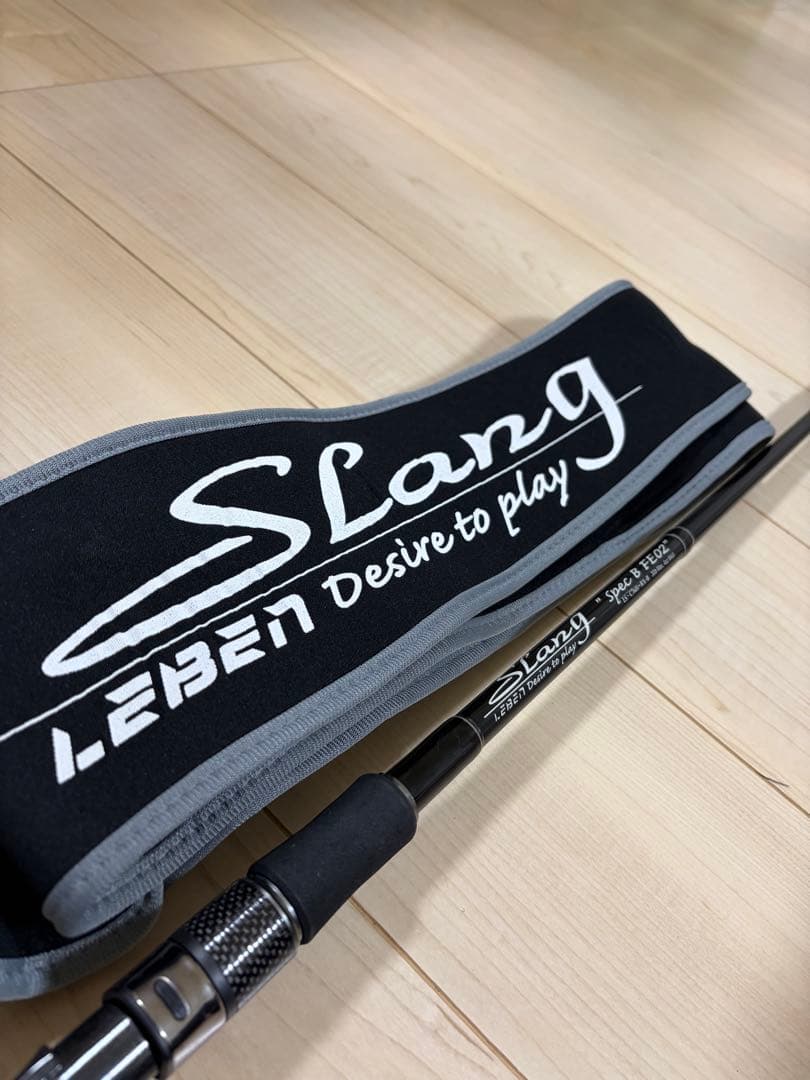 SLang
LEBEN Desire to play
SLang "Spec B FE02"
LEBEN Desire to play